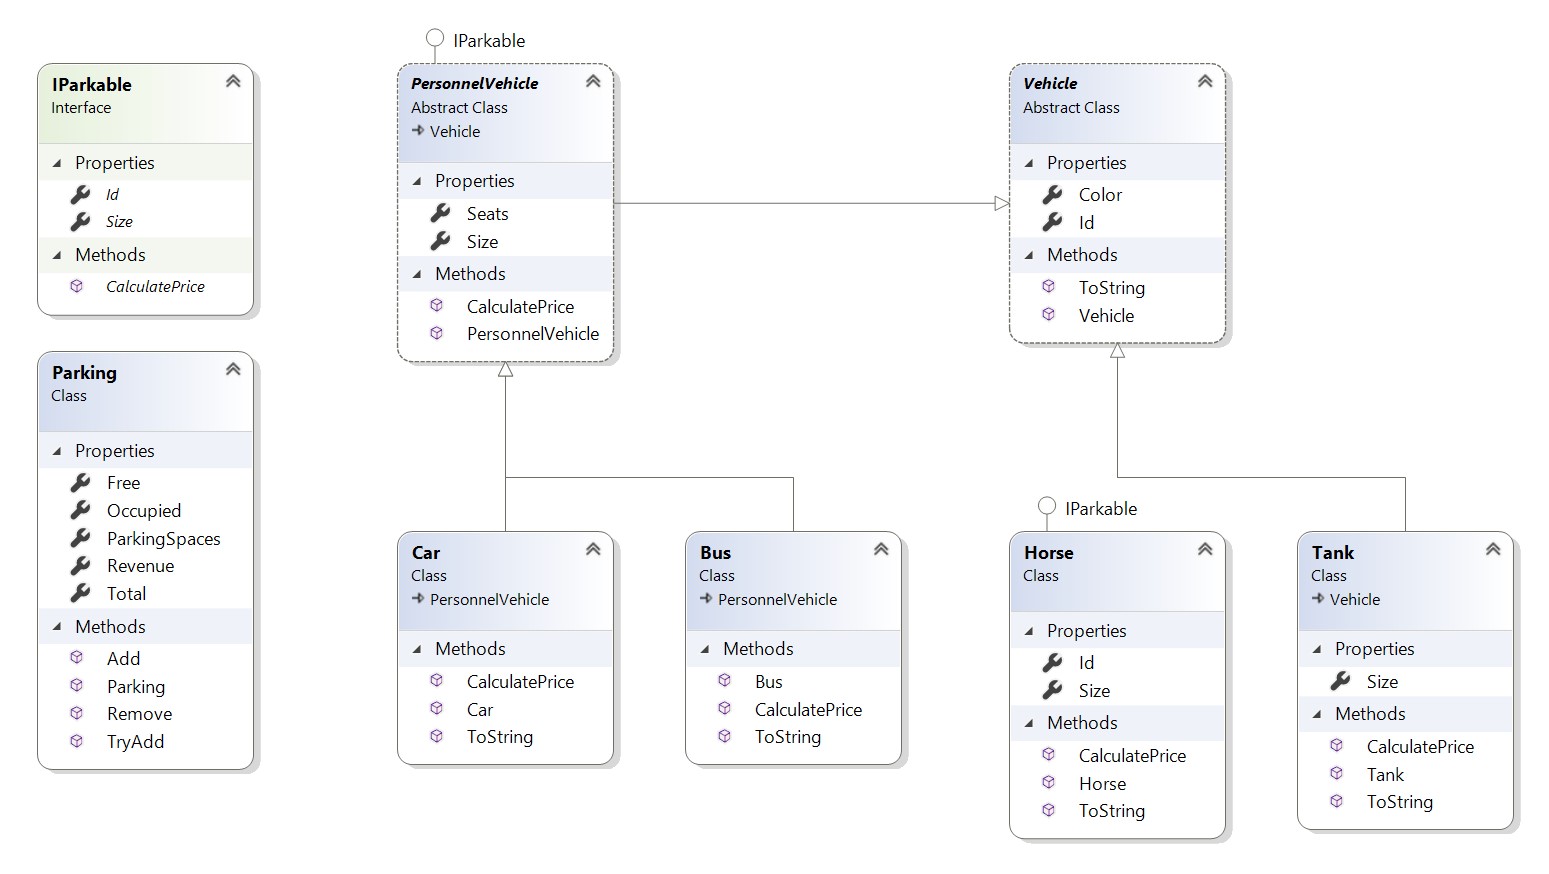 IParkable
Interface
Properties
Id
Size
Methods
CalculatePrice
Parking
Class
Properties
Free
Occupied
ParkingSpaces
Revenue
Total
Methods
Add
Parking
Remove
TryAdd
IParkable
PersonnelVehicle
Abstract Class
Vehicle
Properties
Seats
Size
Methods
CalculatePrice
PersonnelVehicle
Vehicle
Abstract Class
Properties
Color
Id
Methods
ToString
Vehicle
Car
Class
PersonnelVehicle
Methods
CalculatePrice
Car
ToString
Bus
Class
PersonnelVehicle
Methods
Bus
CalculatePrice
ToString
IParkable
Horse
Class
Properties
Id
Size
Methods
CalculatePrice
Horse
ToString
Tank
Class
Vehicle
Properties
Size
Methods
CalculatePrice
Tank
ToString